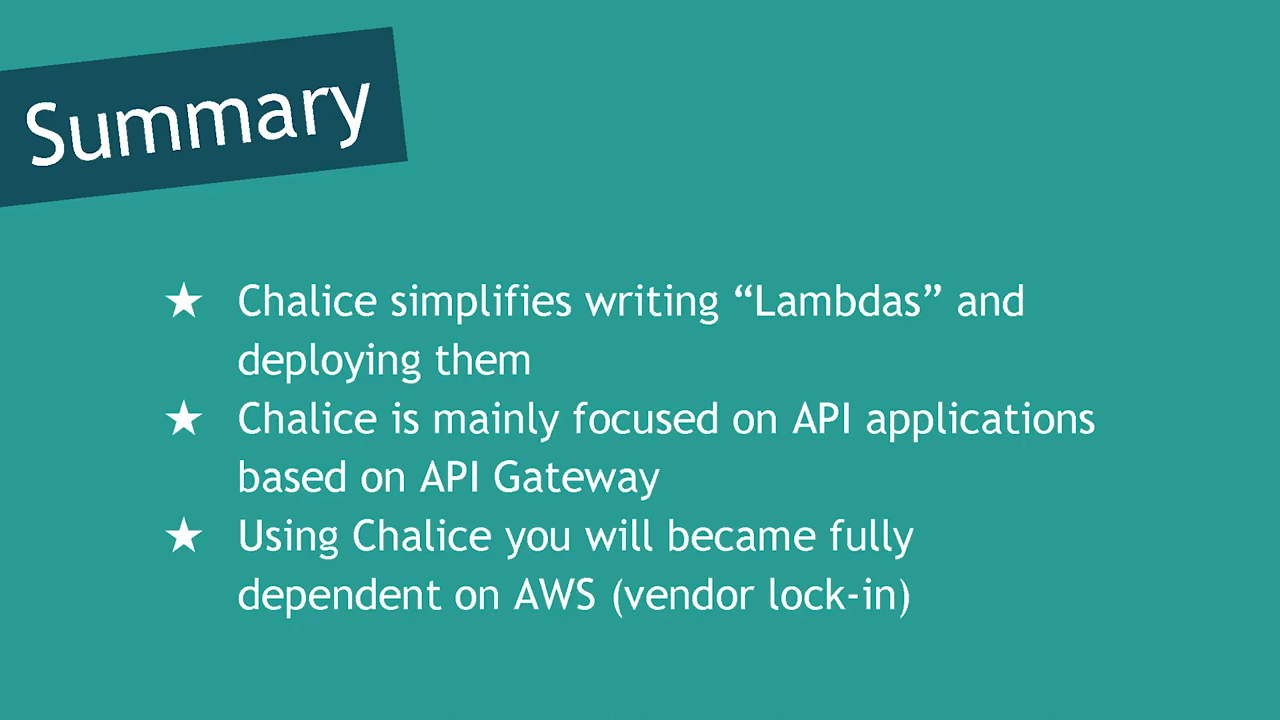 Summary
★ Chalice simplifies writing “Lambdas” and
deploying them
★ Chalice is mainly focused on API applications
based on API Gateway
★ Using Chalice you will became fully
dependent on AWS (vendor lock-in)